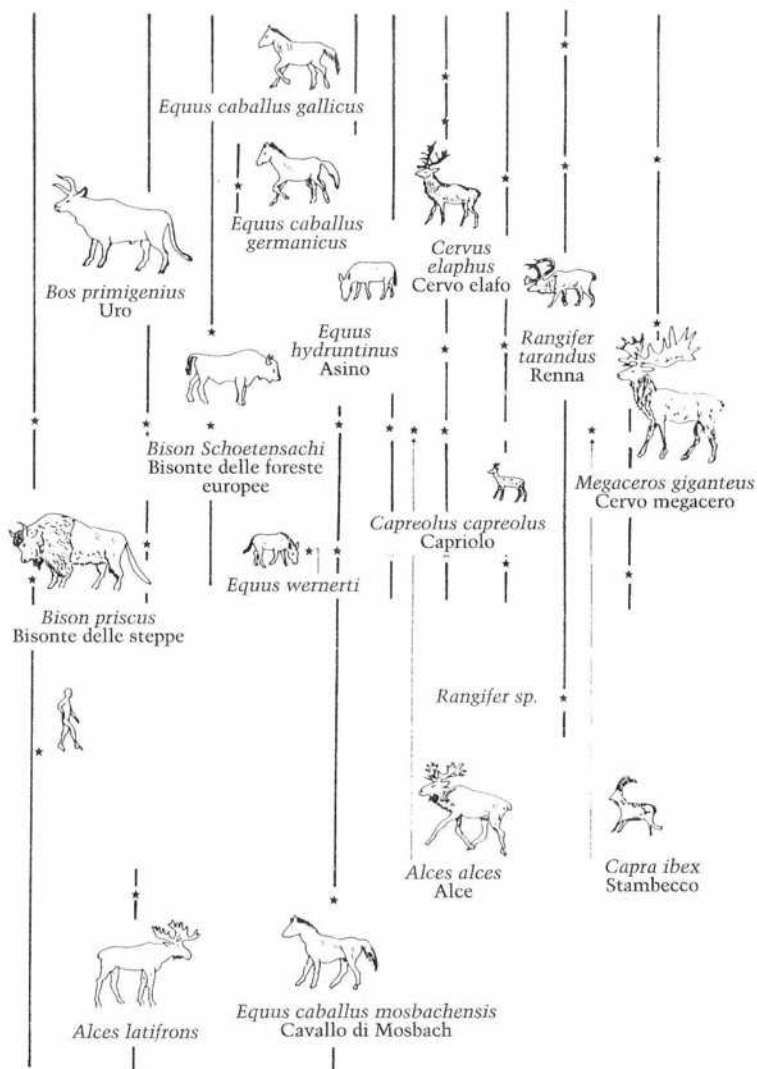 Equus caballus gallicus
Equus caballus
germanicus
Bos primigenius
Uro
Cervus
elaphus
Cervo elafo
Equus
hydruntinus
Asino
Rangifer
tarandus
Renna
Bison Schoetensachi
Bisonte delle foreste
europee
Megaceros giganteus
Cervo megacero
Capreolus capreolus
Capriolo
Equus wernerti
Bison priscus
Bisonte delle steppe
Rangifer sp.
Alces alces
Alce
Capra ibex
Stambecco
Alces latifrons
Equus caballus mosbachensis
Cavallo di Mosbach